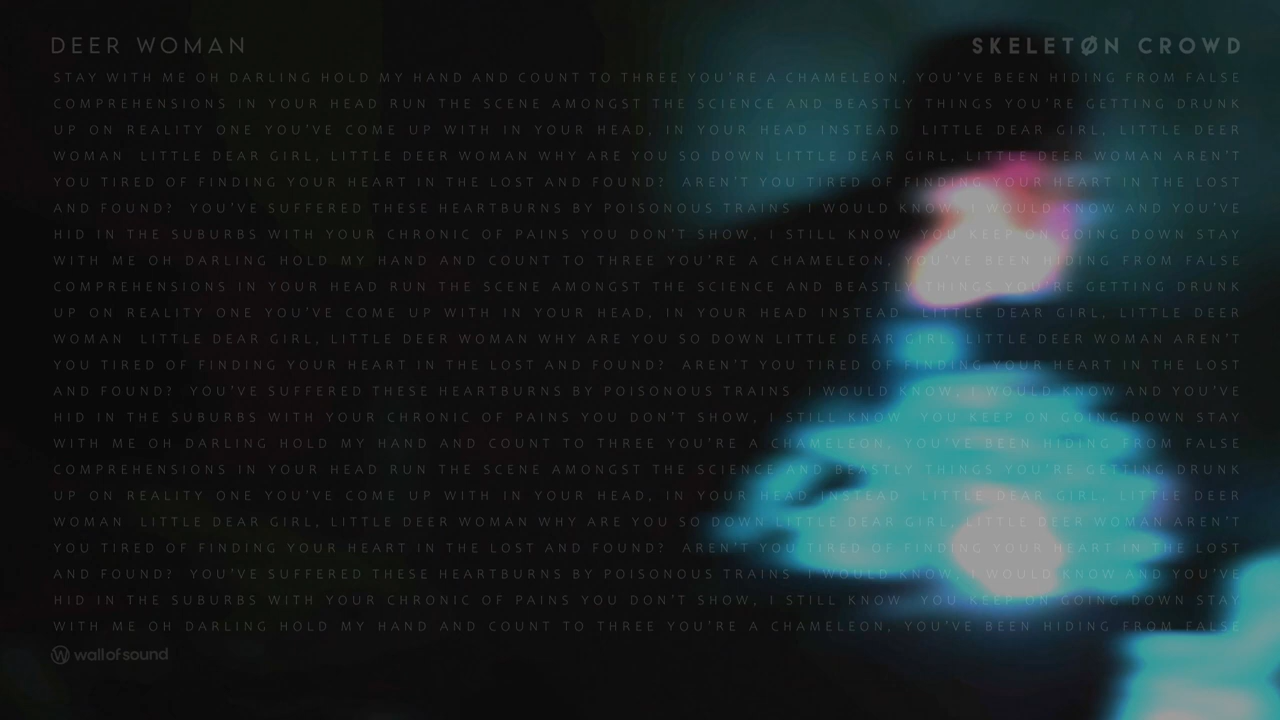 DEER WOMAN
SKELETØN CROWD
STAY WITH ME OH DARLING HOLD MY HAND AND COUNT TO THREE YOU'RE A CHAMELEON, YOU'VE BEEN HIDING FROM FALSE
COMPREHENSIONS IN YOUR HEAD RUN THE SCENE AMONGST THE SCIENCE AND BEASTLY THINGS YOU'RE GETTING DRUNK
UP ON REALITY ONE YOU'VE COME UP WITH IN YOUR HEAD, IN YOUR HEAD INSTEAD LITTLE DEAR GIRL, LITTLE DEER
WOMAN LITTLE DEAR GIRL, LITTLE DEER WOMAN WHY ARE YOU SO DOWN LITTLE DEAR GIRL, LITTLE DEER WOMAN AREN'T
YOU TIRED OF FINDING YOUR HEART IN THE LOST AND FOUND? AREN'T YOU TIRED OF FINDING YOUR HEART IN THE LOST
AND FOUND? YOU'VE SUFFERED THESE HEARTBURNS BY POISONOUS TRAINS I WOULD KNOW, I WOULD KNOW AND YOU'VE
HID IN THE SUBURBS WITH YOUR CHRONIC OF PAINS YOU DON'T SHOW, I STILL KNOW YOU KEEP ON GOING DOWN STAY
WITH ME OH DARLING HOLD MY HAND AND COUNT TO THREE YOU'RE A CHAMELEON, YOU'VE BEEN HIDING FROM FALSE
COMPREHENSIONS IN YOUR HEAD RUN THE SCENE AMONGST THE SCIENCE AND BEASTLY THINGS YOU'RE GETTING DRUNK
UP ON REALITY ONE YOU'VE COME UP WITH IN YOUR HEAD, IN YOUR HEAD INSTEAD LITTLE DEAR GIRL, LITTLE DEER
WOMAN LITTLE DEAR GIRL, LITTLE DEER WOMAN WHY ARE YOU SO DOWN LITTLE DEAR GIRL, LITTLE DEER WOMAN AREN'T
YOU TIRED OF FINDING YOUR HEART IN THE LOST AND FOUND? AREN'T YOU TIRED OF FINDING YOUR HEART IN THE LOST
AND FOUND? YOU'VE SUFFERED THESE HEARTBURNS BY POISONOUS TRAINS I WOULD KNOW, I WOULD KNOW AND YOU'VE
HID IN THE SUBURBS WITH YOUR CHRONIC OF PAINS YOU DON'T SHOW, I STILL KNOW YOU KEEP ON GOING DOWN STAY
WITH ME OH DARLING HOLD MY HAND AND COUNT TO THREE YOU'RE A CHAMELEON, YOU'VE BEEN HIDING FROM FALSE
COMPREHENSIONS IN YOUR HEAD RUN THE SCENE AMONGST THE SCIENCE AND BEASTLY THINGS YOU'RE GETTING DRUNK
UP ON REALITY ONE YOU'VE COME UP WITH IN YOUR HEAD, IN YOUR HEAD INSTEAD LITTLE DEAR GIRL, LITTLE DEER
WOMAN LITTLE DEAR GIRL, LITTLE DEER WOMAN WHY ARE YOU SO DOWN LITTLE DEAR GIRL, LITTLE DEER WOMAN AREN'T
YOU TIRED OF FINDING YOUR HEART IN THE LOST AND FOUND? AREN'T YOU TIRED OF FINDING YOUR HEART IN THE LOST
AND FOUND? YOU'VE SUFFERED THESE HEARTBURNS BY POISONOUS TRAINS I WOULD KNOW, I WOULD KNOW AND YOU'VE
HID IN THE SUBURBS WITH YOUR CHRONIC OF PAINS YOU DON'T SHOW, I STILL KNOW YOU KEEP ON GOING DOWN STAY
WITH ME OH DARLING HOLD MY HAND AND COUNT TO THREE YOU'RE A CHAMELEON, YOU'VE BEEN HIDING FROM FALSE
wall of sound